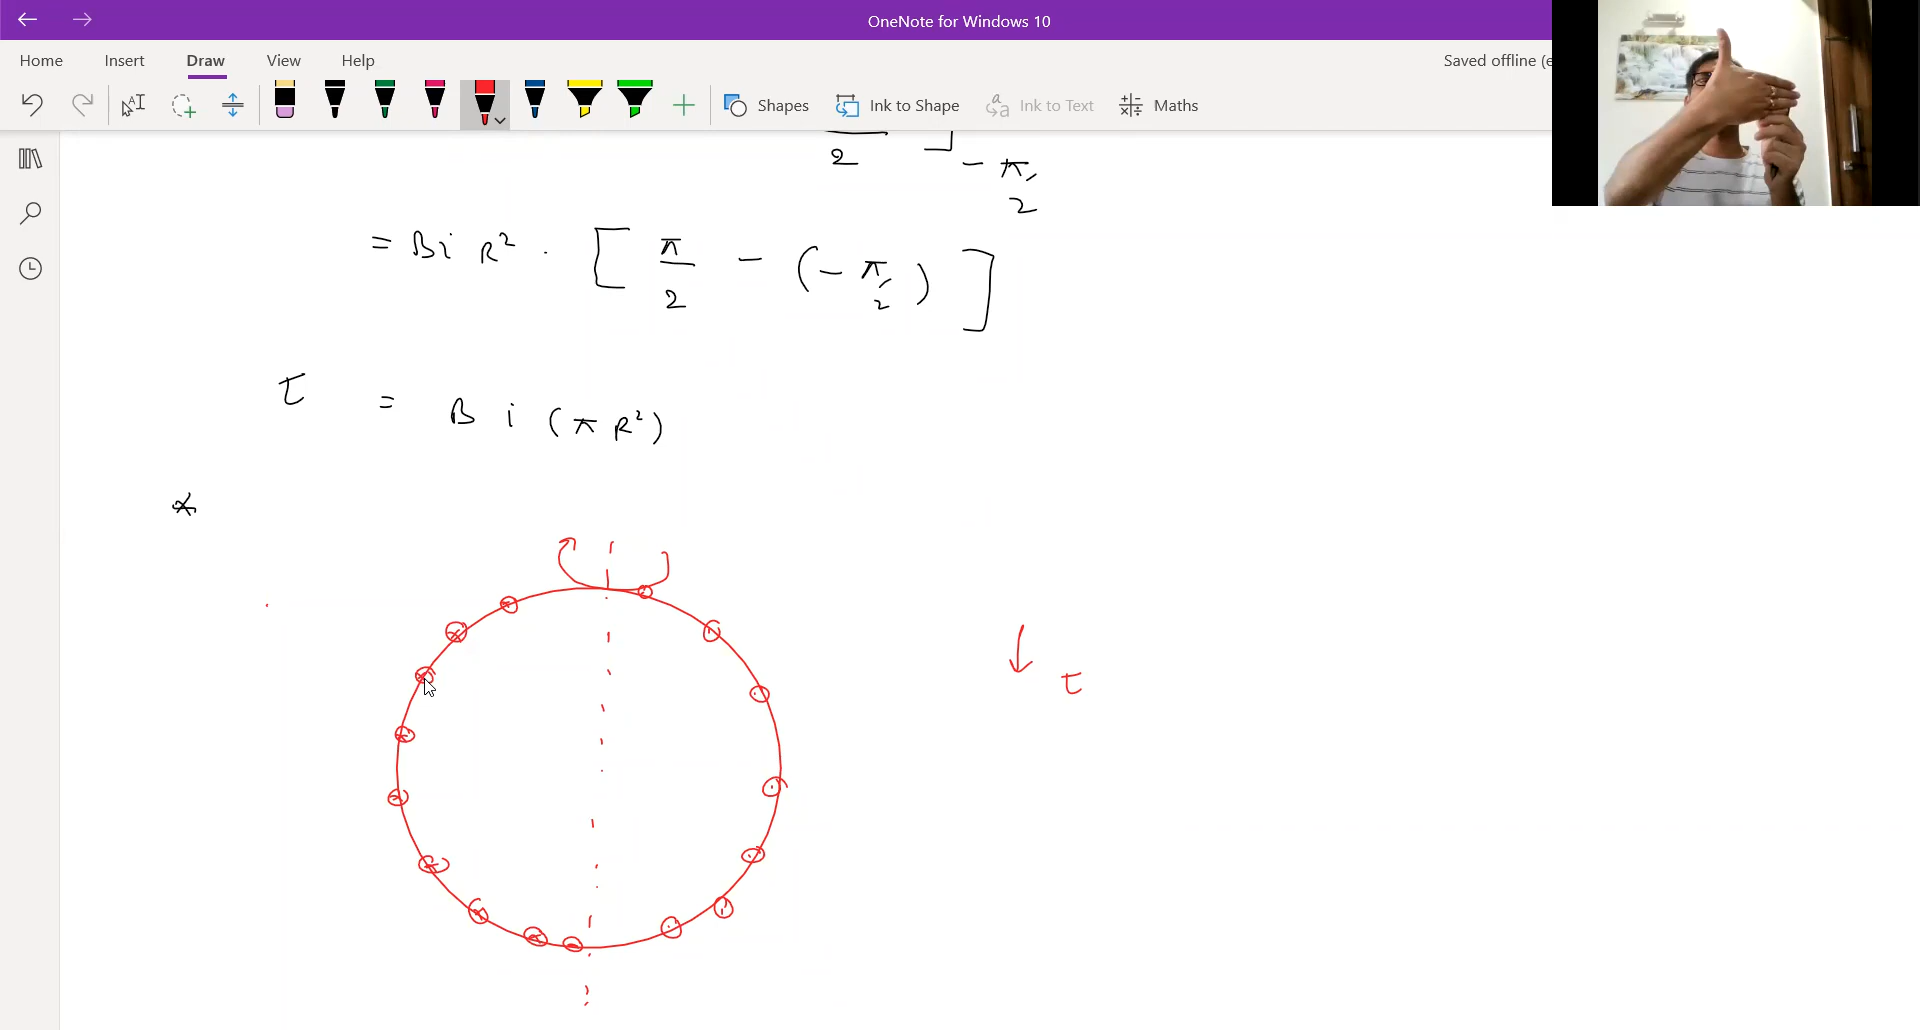 OneNote for Windows 10
Home Insert Draw View Help Saved offline (e
Shapes Ink to Shape Ink to Text Maths
2 ] - π/2
= Bi R² · [ π/2 - (- π/2) ]
τ = B i (π R²)
*
τ